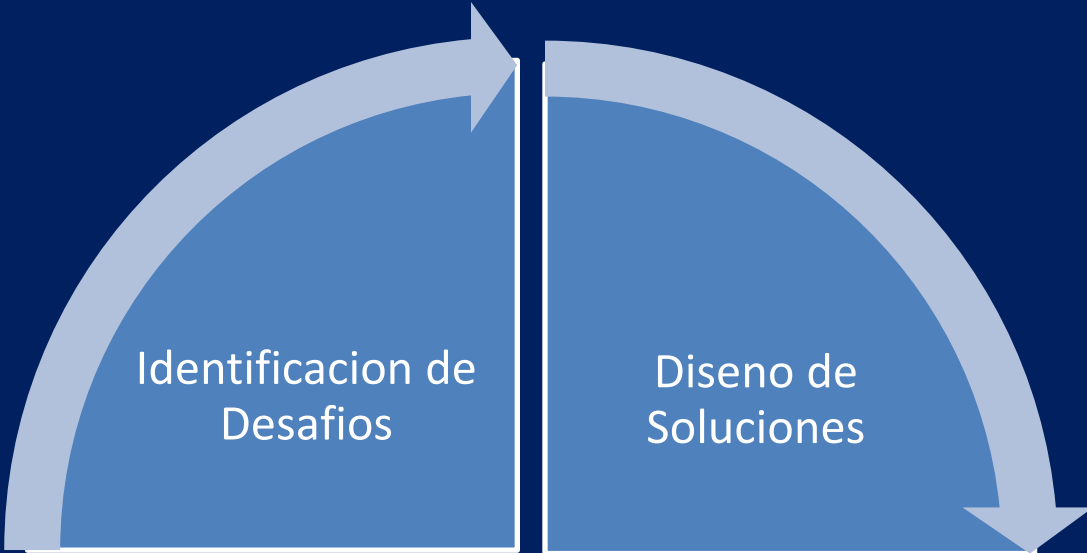 Identificacion de
Desafios
Diseno de
Soluciones